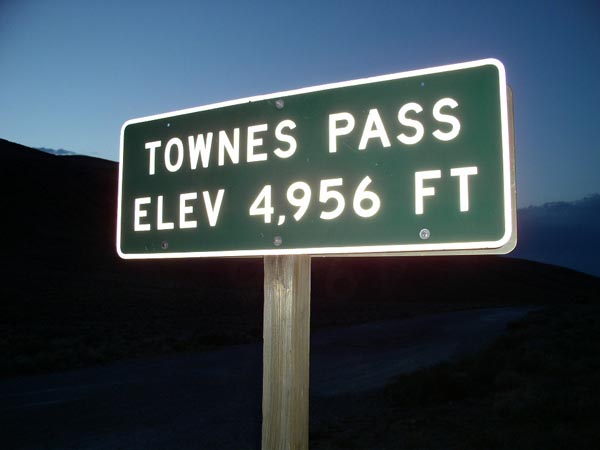 TOWNES PASS
ELEV 4,956 FT